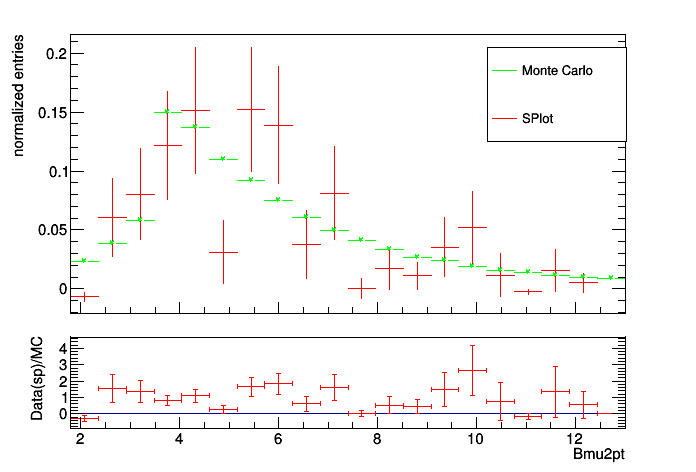 normalized entries
0.2
0.15
0.1
0.05
0
Monte Carlo
SPlot
Data(sp)/MC
4
3
2
1
0
2 4 6 8 10 12
Bmu2pt